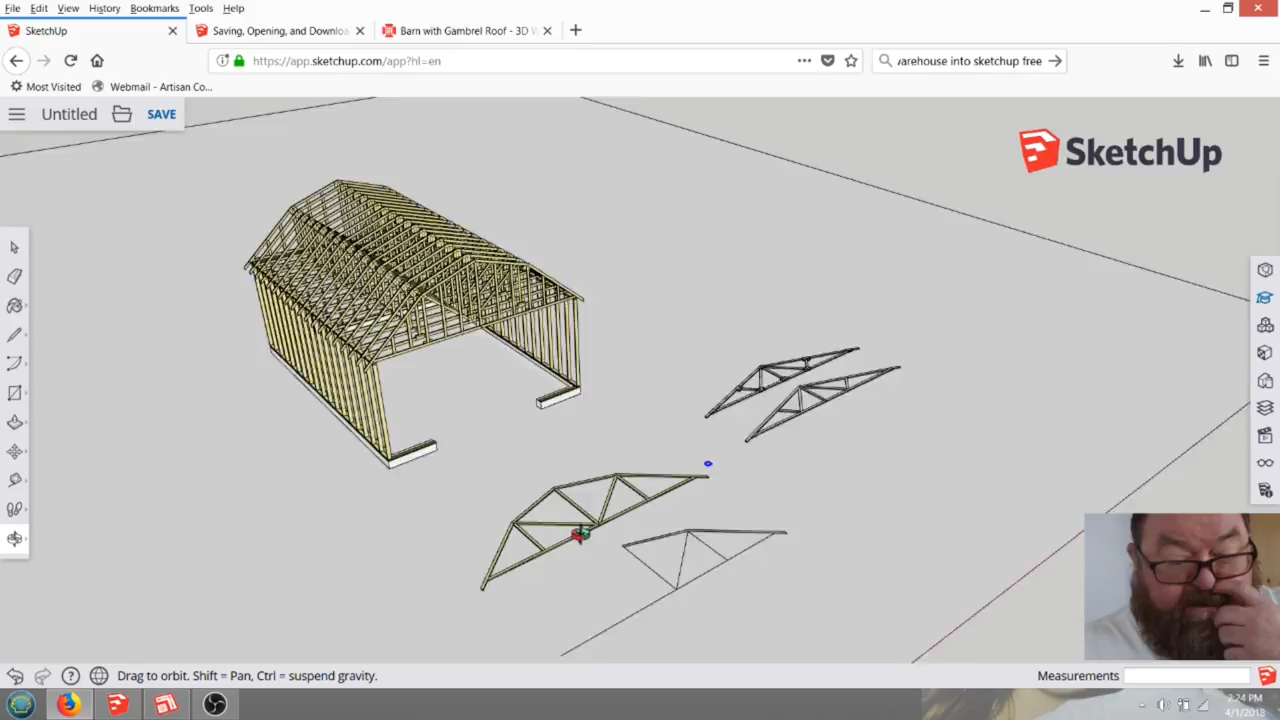 File Edit View History Bookmarks Tools Help
SketchUp
Saving, Opening, and Downloa
Barn with Gambrel Roof - 3D W
https://app.sketchup.com/app?hl=en
arehouse into sketchup free
Most Visited
Webmail - Artisan Co...
Untitled
SAVE
SketchUp
Drag to orbit. Shift = Pan, Ctrl = suspend gravity.
Measurements
2:24 PM
4/1/2018